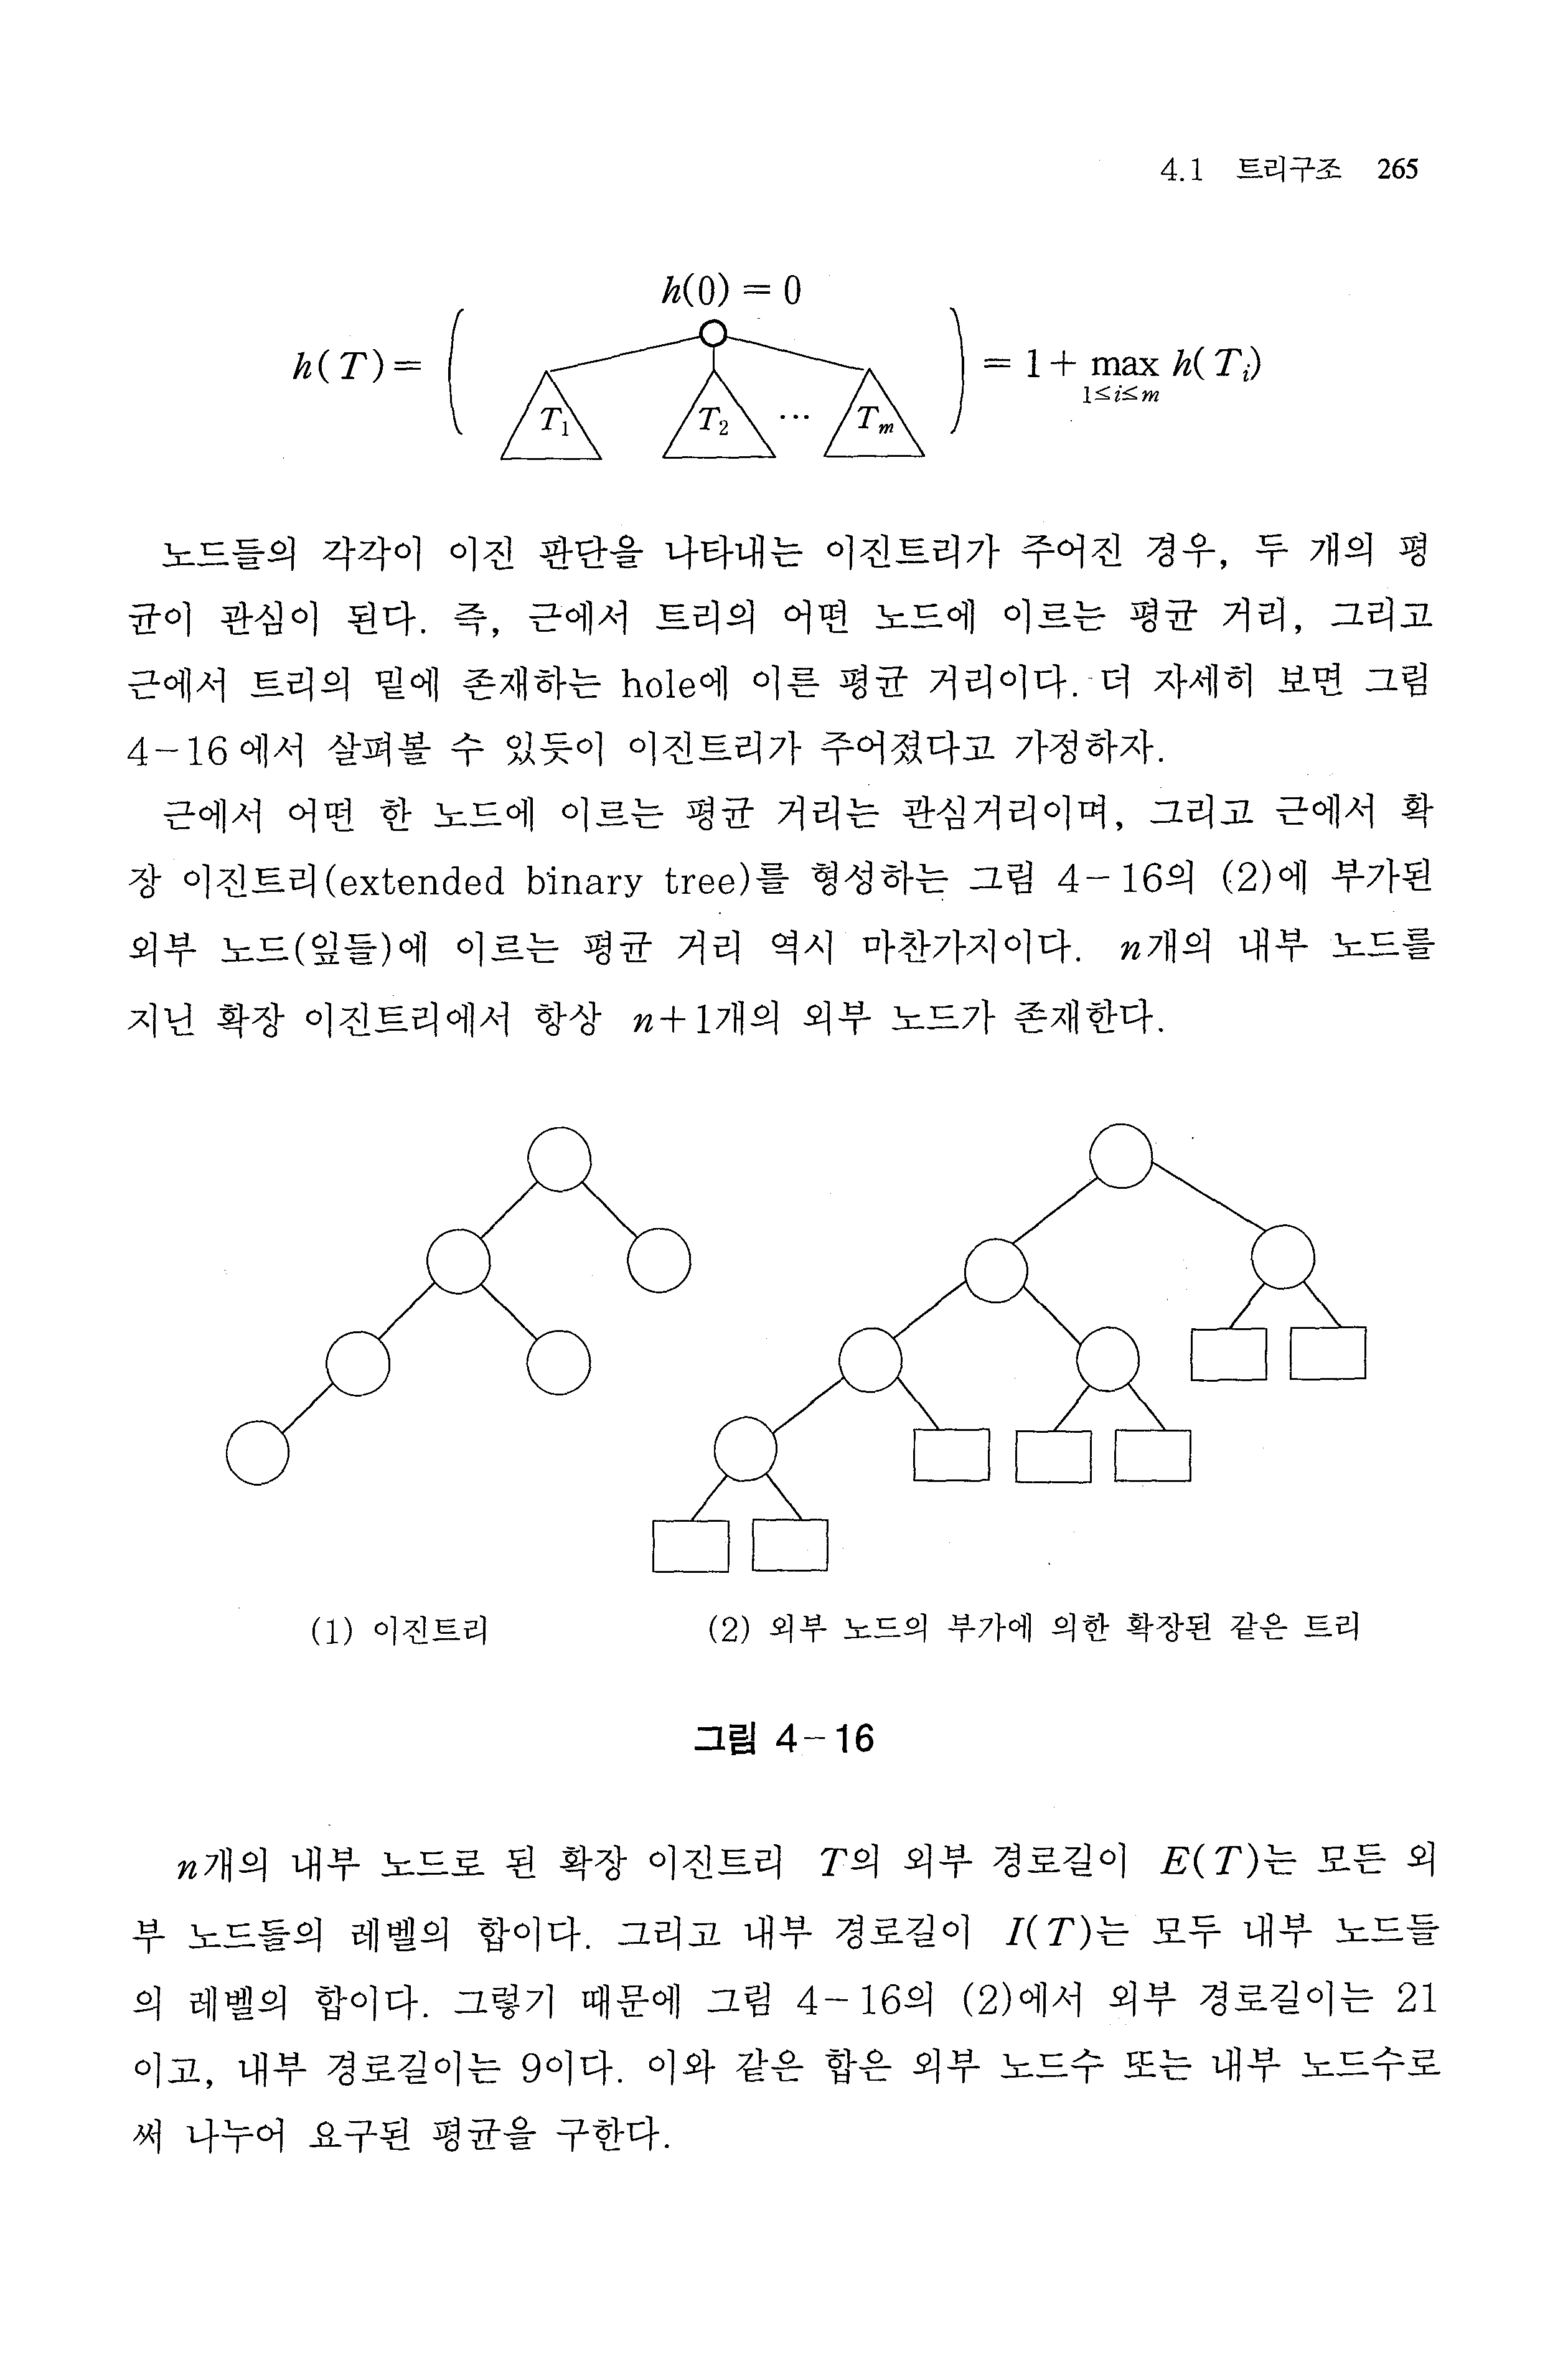 4.1 트리구조 265
h(0) = 0
h(T) = ( T1 T2 ··· Tm ) = 1 + max h(Ti)
1≤i≤m
노드들의 각각이 이진 판단을 나타내는 이진트리가 주어진 경우, 두 개의 평
균이 관심이 된다. 즉, 근에서 트리의 어떤 노드에 이르는 평균 거리, 그리고
근에서 트리의 밑에 존재하는 hole에 이른 평균 거리이다. 더 자세히 보면 그림
4-16에서 살펴볼 수 있듯이 이진트리가 주어졌다고 가정하자.
근에서 어떤 한 노드에 이르는 평균 거리는 관심거리이며, 그리고 근에서 확
장 이진트리(extended binary tree)를 형성하는 그림 4-16의 (2)에 부가된
외부 노드(잎들)에 이르는 평균 거리 역시 마찬가지이다. n개의 내부 노드를
지닌 확장 이진트리에서 항상 n+1개의 외부 노드가 존재한다.
(1) 이진트리
(2) 외부 노드의 부가에 의한 확장된 같은 트리
그림 4-16
n개의 내부 노드로 된 확장 이진트리 T의 외부 경로길이 E(T)는 모든 외
부 노드들의 레벨의 합이다. 그리고 내부 경로길이 I(T)는 모두 내부 노드들
의 레벨의 합이다. 그렇기 때문에 그림 4-16의 (2)에서 외부 경로길이는 21
이고, 내부 경로길이는 9이다. 이와 같은 합은 외부 노드수 또는 내부 노드수로
써 나누어 요구된 평균을 구한다.